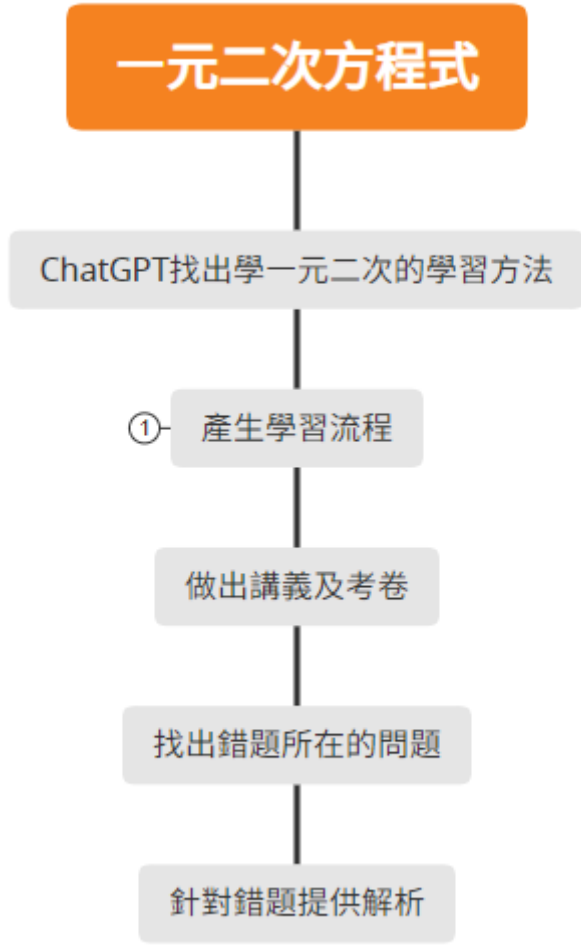 一元二次方程式
ChatGPT找出學一元二次的學習方法
1
產生學習流程
做出講義及考卷
找出錯題所在的問題
針對錯題提供解析